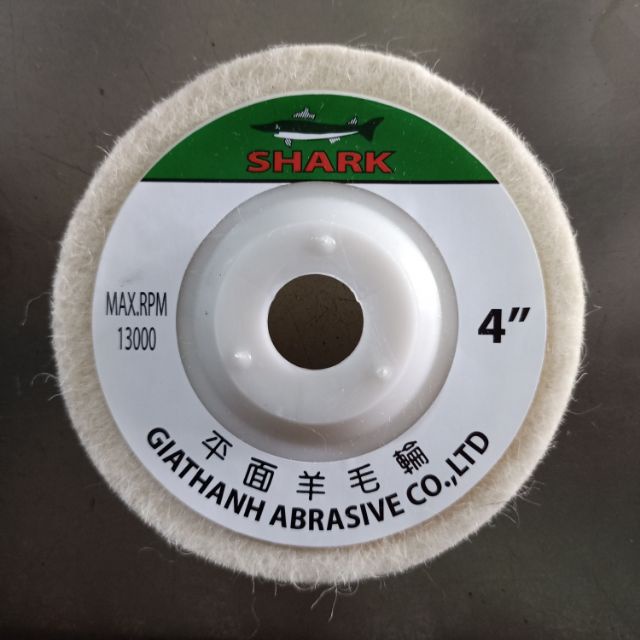 SHARK
MAX.RPM
13000
4”
平面羊毛輪
GIATHANH ABRASIVE CO.,LTD